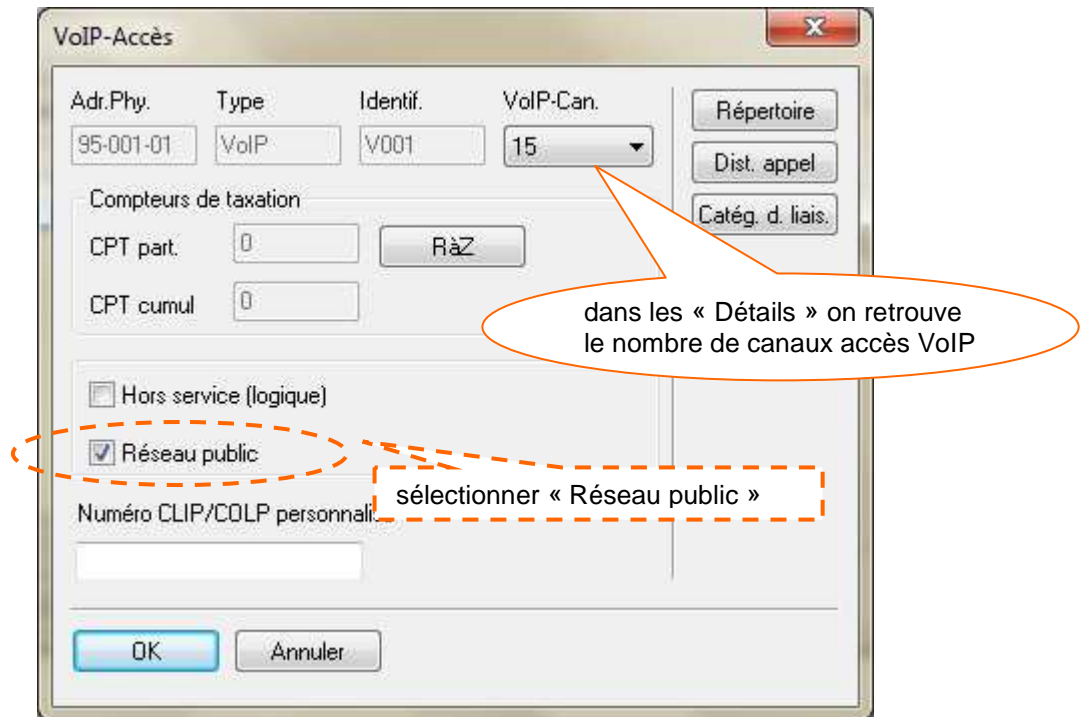 VoIP-Accès
Adr.Phy. Type Identif. VoIP-Can.
95-001-01 VoIP V001 15
Répertoire
Dist. appel
Catég. d. liais.
Compteurs de taxation
CPT part. 0 RàZ
CPT cumul 0
dans les « Détails » on retrouve
le nombre de canaux accès VoIP
Hors service (logique)
Réseau public
sélectionner « Réseau public »
Numéro CLIP/COLP personnalisé
OK Annuler